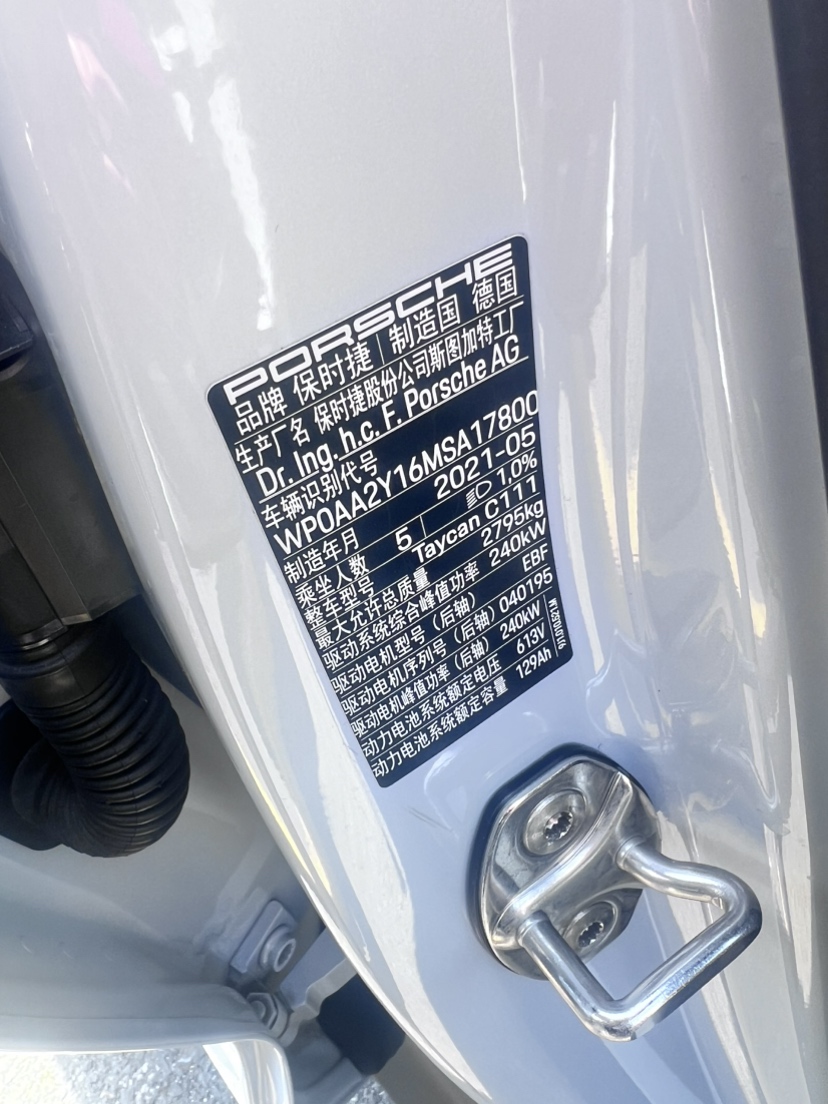 PORSCHE
品牌 保时捷 制造国 德国
生产厂名 保时捷股份公司斯图加特工厂
Dr. Ing. h.c. F. Porsche AG
车辆识别代号
WP0AA2Y16MSA17800
制造年月 2021-05
乘坐人数 5 1,0%
整车型号 Taycan C111
最大允许总质量 2795kg
驱动系统综合峰值功率 240kW
驱动电机型号（后轴） EBF
驱动电机序列号（后轴） 040195
驱动电机峰值功率（后轴） 240kW
动力电池系统额定电压 613V
动力电池系统额定容量 129Ah